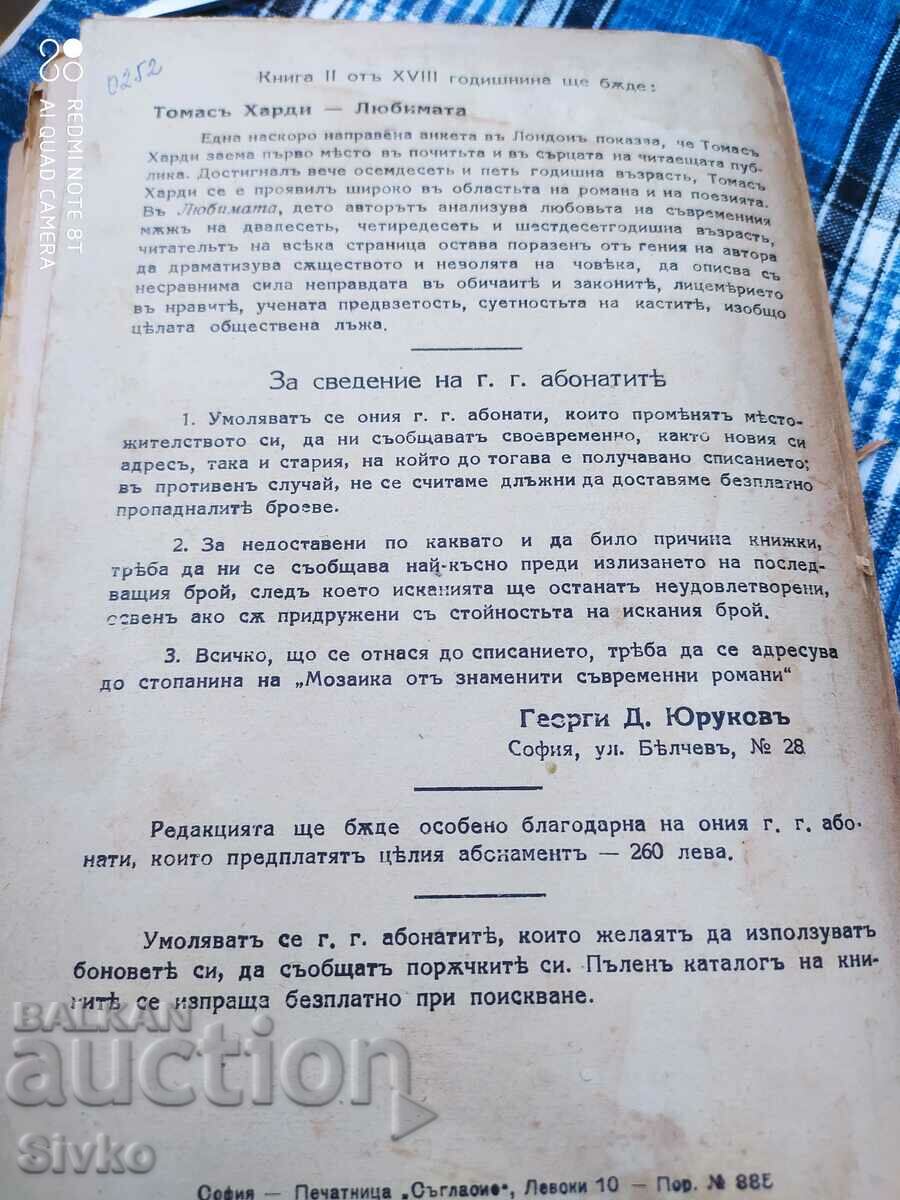 REDMI NOTE 8T
AI QUAD CAMERA
0252
Книга II отъ XVIII годишнина ще бѫде:
Томасъ Харди — Любимата
Една наскоро направена анкета въ Лондонъ показва, че Томасъ
Харди заема първо мѣсто въ почитьта и въ сърцата на читаещата пуб-
лика. Достигналъ вече осемдесеть и петь годишна възрасть, Томасъ
Харди се е проявилъ широко въ областьта на романа и на поезията.
Въ Любимата, дето авторътъ анализува любовьта на съвременния
мѫжъ на двадесеть, четиредесеть и шестдесетгодишна възрасть,
читательтъ на всѣка страница остава поразенъ отъ гения на автора
да драматизува сѫществото и неволята на човѣка, да описва съ
несравнима сила неправдата въ обичаитѣ и законитѣ, лицемѣрието
въ нравитѣ, учената предвзетость, суетностьта на каститѣ, изобщо
цѣлата обществена лъжа.
За сведение на г. г. абонатитѣ
1. Умоляватъ се ония г. г. абонати, които промѣнятъ мѣсто-
жителството си, да ни съобщаватъ своевременно, както новия си
адресъ, така и стария, на който до тогава е получавано списанието;
въ противенъ случай, не се считаме длъжни да доставяме безплатно
пропадналитѣ броеве.
2. За недоставени по каквато и да било причина книжки,
трѣба да ни се съобщава най-късно преди излизането на послед-
ващия брой, следъ което исканията ще останатъ неудовлетворени,
освенъ ако сѫ придружени съ стойностьта на искания брой.
3. Всичко, що се отнася до списанието, трѣба да се адресува
до стопанина на „Мозаика отъ знаменити съвременни романи“
Георги Д. Юруковъ
София, ул. Бѣлчевъ, № 28
Редакцията ще бѫде особено благодарна на ония г. г. або-
нати, които предплатятъ цѣлия абонаментъ — 260 лева.
Умоляватъ се г. г. абонатитѣ, които желаятъ да използуватъ
боноветѣ си, да съобщатъ порѫчкитѣ си. Пъленъ каталогъ на кни-
гитѣ се изпраща безплатно при поискване.
BALKAN
auction
Sivko
София — Печатница „Съгласие“, Левски 10 — Пор. № 885